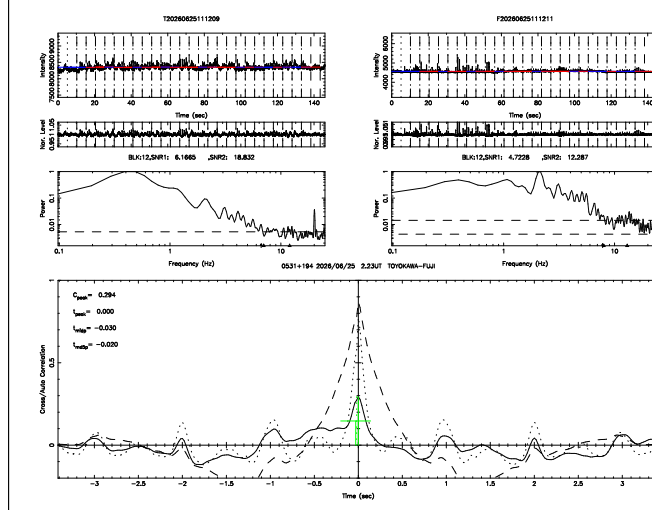 T20260625111209
F20260625111211
Intensity
7500 8000 8500 9000
0 20 40 60 80 100 120 140
Time (sec)
Intensity
4000 5000 6000
0 20 40 60 80 100 120 140
Time (sec)
Nor. Level
0.95 11.05
Nor. Level
BLK:12,SNR1: 6.1665 ,SNR2: 18.832
BLK:12,SNR1: 4.7228 ,SNR2: 12.287
Power
0.01 0.1 1
0.1 1 10
Frequency (Hz)
Power
0.01 0.1 1
0.1 1 10
Frequency (Hz)
0531+194 2026/06/25 2.23UT TOYOKAWA-FUJI
Cpeak= 0.294
tpeak= 0.000
tmidp= -0.030
tmd5p= -0.020
Cross/Auto Correlation
0 0.5 1
-3 -2.5 -2 -1.5 -1 -0.5 0 0.5 1 1.5 2 2.5 3
Time (sec)